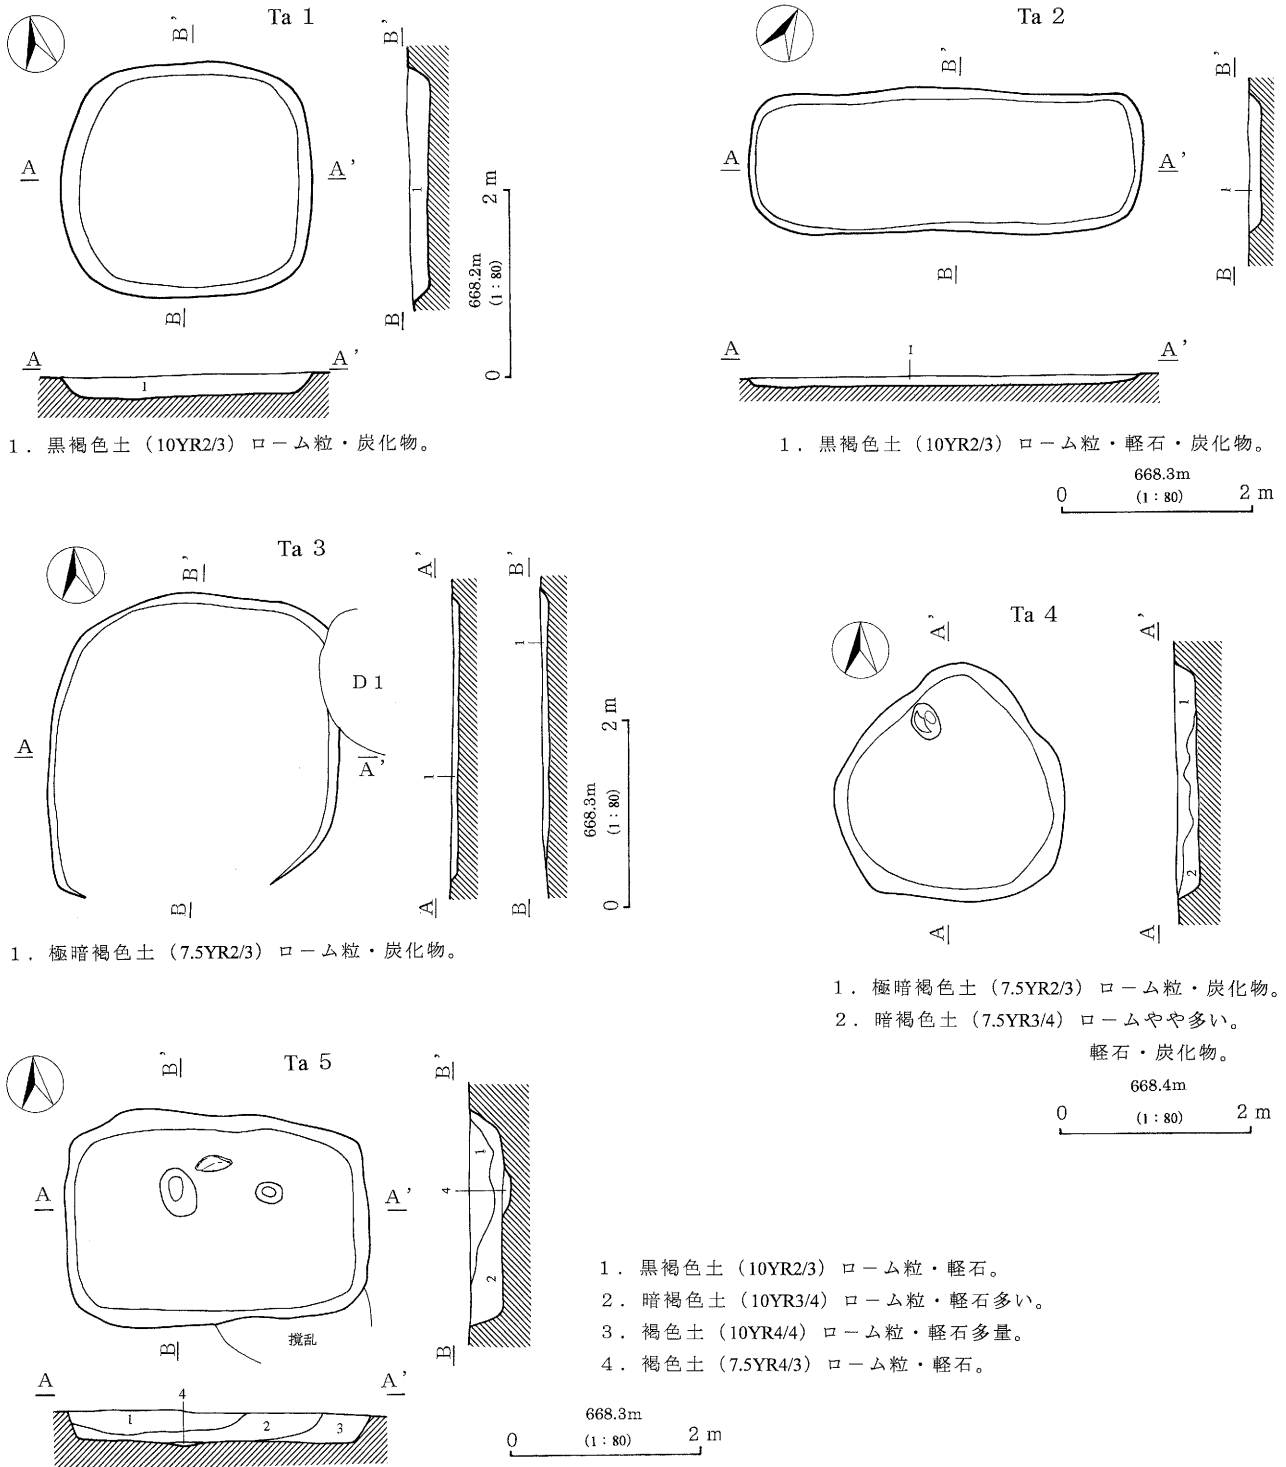 Ta 1
B'
B'
A
A'
1
B
B
2 m
668.2m
(1:80)
0
A
A'
1
1．黒褐色土（10YR2/3）ローム粒・炭化物。
Ta 2
B'
B'
A
A'
1
B
B
A
1
A'
1．黒褐色土（10YR2/3）ローム粒・軽石・炭化物。
668.3m
0 (1:80) 2 m
Ta 3
B'
A'
B'
1
D 1
A
A'
1
B
A
B
2 m
668.3m
(1:80)
0
1．極暗褐色土（7.5YR2/3）ローム粒・炭化物。
Ta 4
A'
A'
1
2
A
A
1．極暗褐色土（7.5YR2/3）ローム粒・炭化物。
2．暗褐色土（7.5YR3/4）ロームやや多い。
軽石・炭化物。
668.4m
0 (1:80) 2 m
Ta 5
B'
B'
1
A
A'
4
2
撹乱
B
B
A
4
A'
1
2
3
1．黒褐色土（10YR2/3）ローム粒・軽石。
2．暗褐色土（10YR3/4）ローム粒・軽石多い。
3．褐色土（10YR4/4）ローム粒・軽石多量。
4．褐色土（7.5YR4/3）ローム粒・軽石。
668.3m
0 (1:80) 2 m